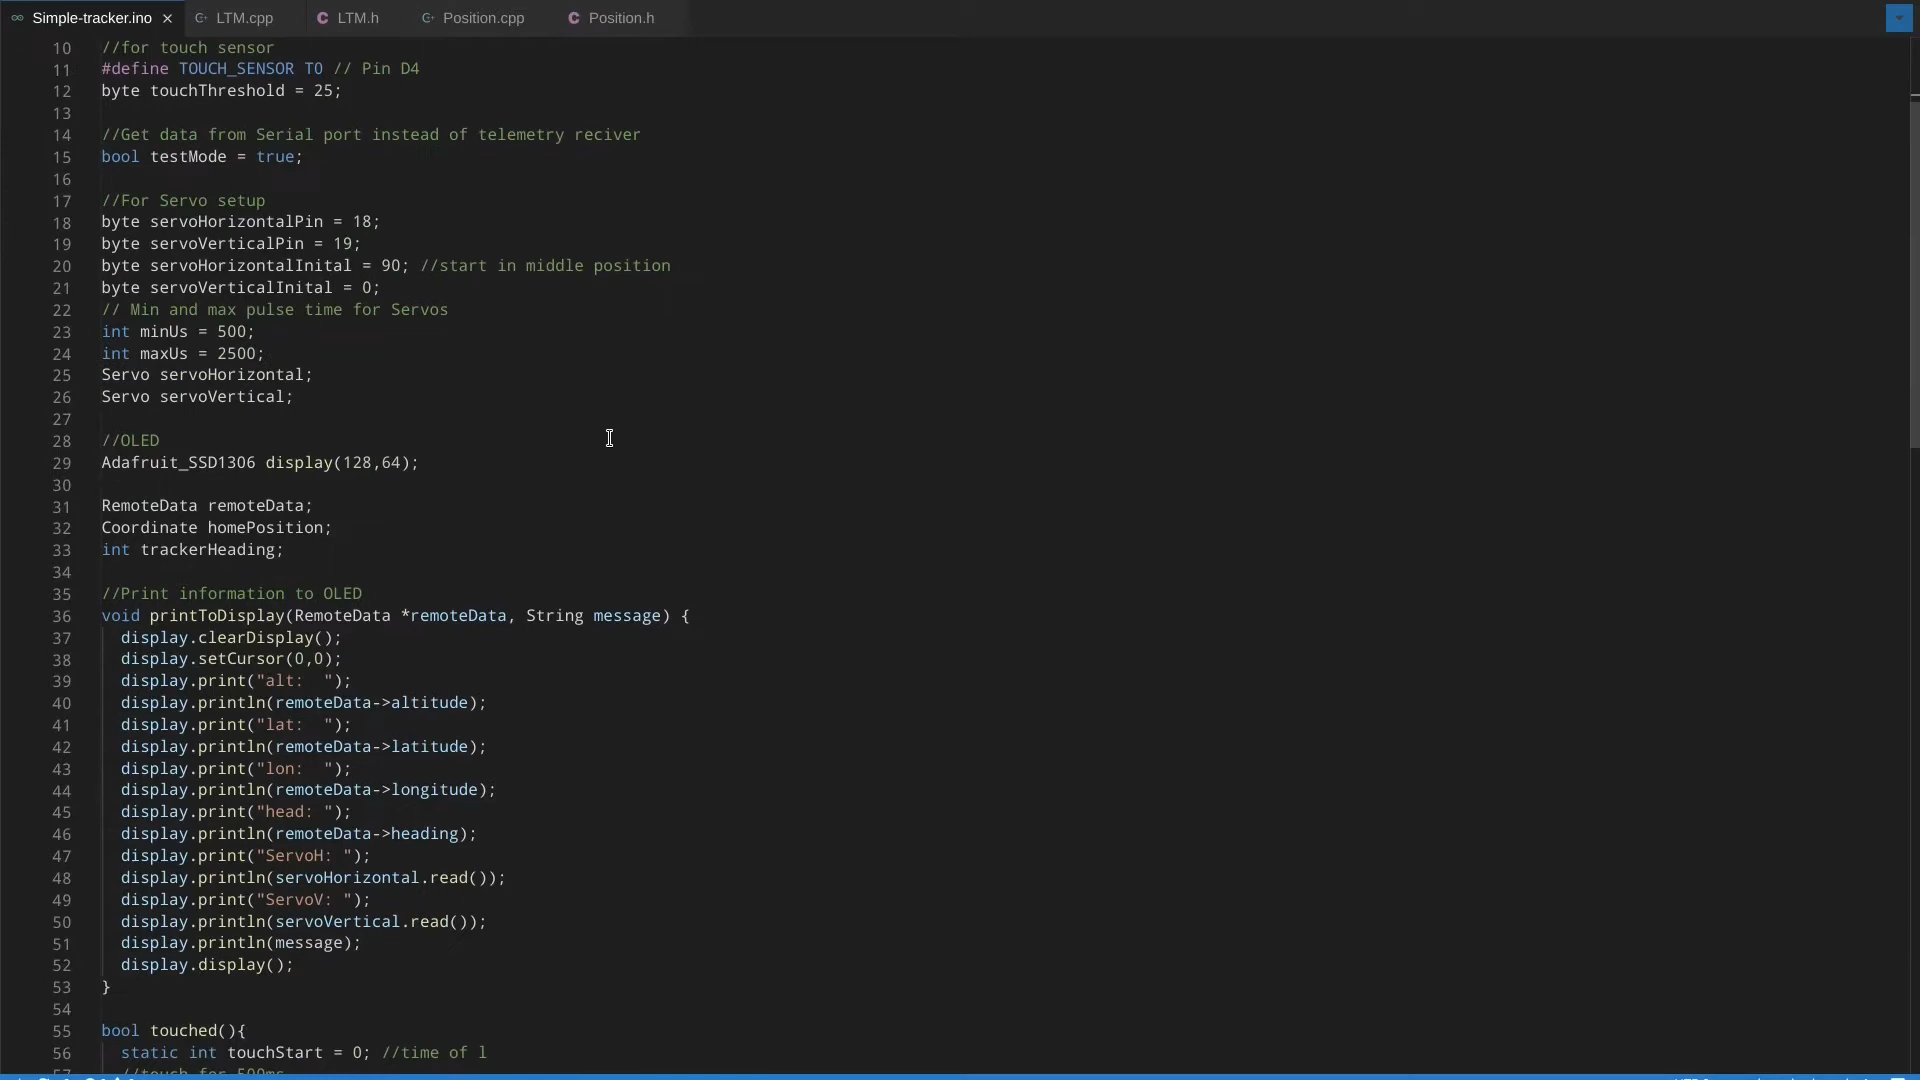 Simple-tracker.ino LTM.cpp LTM.h Position.cpp Position.h
10 //for touch sensor
11 #define TOUCH_SENSOR T0 // Pin D4
12 byte touchThreshold = 25;
13
14 //Get data from Serial port instead of telemetry reciver
15 bool testMode = true;
16
17 //For Servo setup
18 byte servoHorizontalPin = 18;
19 byte servoVerticalPin = 19;
20 byte servoHorizontalInital = 90; //start in middle position
21 byte servoVerticalInital = 0;
22 // Min and max pulse time for Servos
23 int minUs = 500;
24 int maxUs = 2500;
25 Servo servoHorizontal;
26 Servo servoVertical;
27
28 //OLED
29 Adafruit_SSD1306 display(128,64);
30
31 RemoteData remoteData;
32 Coordinate homePosition;
33 int trackerHeading;
34
35 //Print information to OLED
36 void printToDisplay(RemoteData *remoteData, String message) {
37 display.clearDisplay();
38 display.setCursor(0,0);
39 display.print("alt:  ");
40 display.println(remoteData->altitude);
41 display.print("lat:  ");
42 display.println(remoteData->latitude);
43 display.print("lon:  ");
44 display.println(remoteData->longitude);
45 display.print("head: ");
46 display.println(remoteData->heading);
47 display.print("ServoH: ");
48 display.println(servoHorizontal.read());
49 display.print("ServoV: ");
50 display.println(servoVertical.read());
51 display.println(message);
52 display.display();
53 }
54
55 bool touched(){
56 static int touchStart = 0; //time of l
57 //touch for 500ms